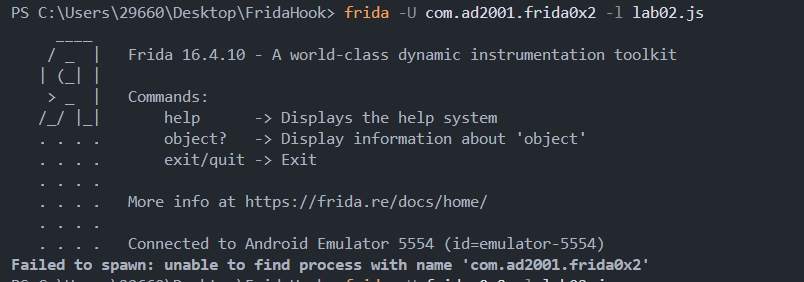 PS C:\Users\29660\Desktop\FridaHook> frida -U com.ad2001.frida0x2 -l lab02.js
     ____
    / _  |   Frida 16.4.10 - A world-class dynamic instrumentation toolkit
   | (_| |
    > _  |   Commands:
   /_/ |_|       help      -> Displays the help system
   . . . .       object?   -> Display information about 'object'
   . . . .       exit/quit -> Exit
   . . . .
   . . . .   More info at https://frida.re/docs/home/
   . . . .
   . . . .   Connected to Android Emulator 5554 (id=emulator-5554)
Failed to spawn: unable to find process with name 'com.ad2001.frida0x2'